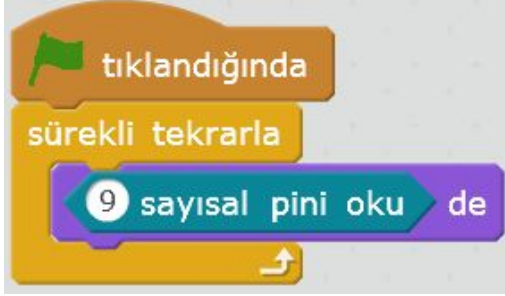 tıklandığında
sürekli tekrarla
9 sayısal pini oku de